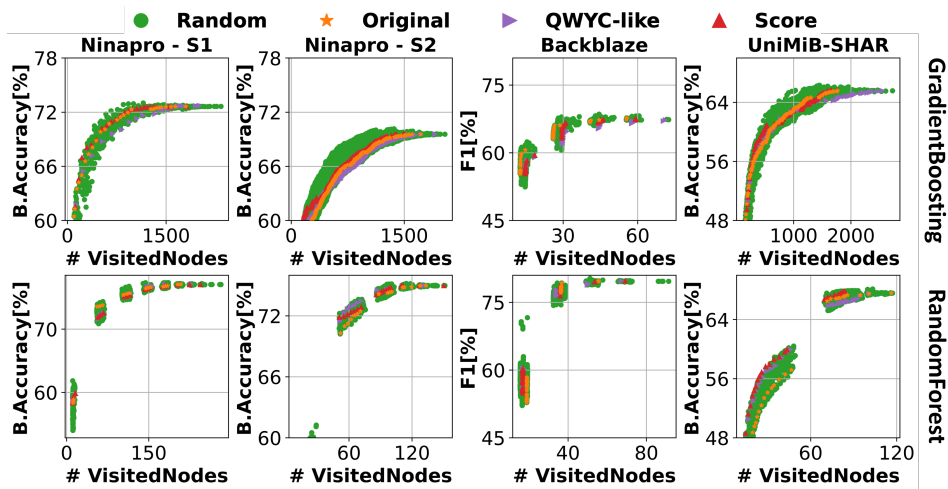 Random Original QWYC-like Score
Ninapro - S1 Ninapro - S2 Backblaze UniMiB-SHAR
B.Accuracy[%] 78 72 66 60
0 1500
# VisitedNodes
B.Accuracy[%] 78 72 66 60
0 1500
# VisitedNodes
F1[%] 75 60 45
30 60
# VisitedNodes
B.Accuracy[%] 64 56 48
1000 2000
# VisitedNodes
GradientBoosting
B.Accuracy[%] 70 60
0 150
# VisitedNodes
B.Accuracy[%] 72 66 60
60 120
# VisitedNodes
F1[%] 75 60 45
40 80
# VisitedNodes
B.Accuracy[%] 64 56 48
60 120
# VisitedNodes
RandomForest